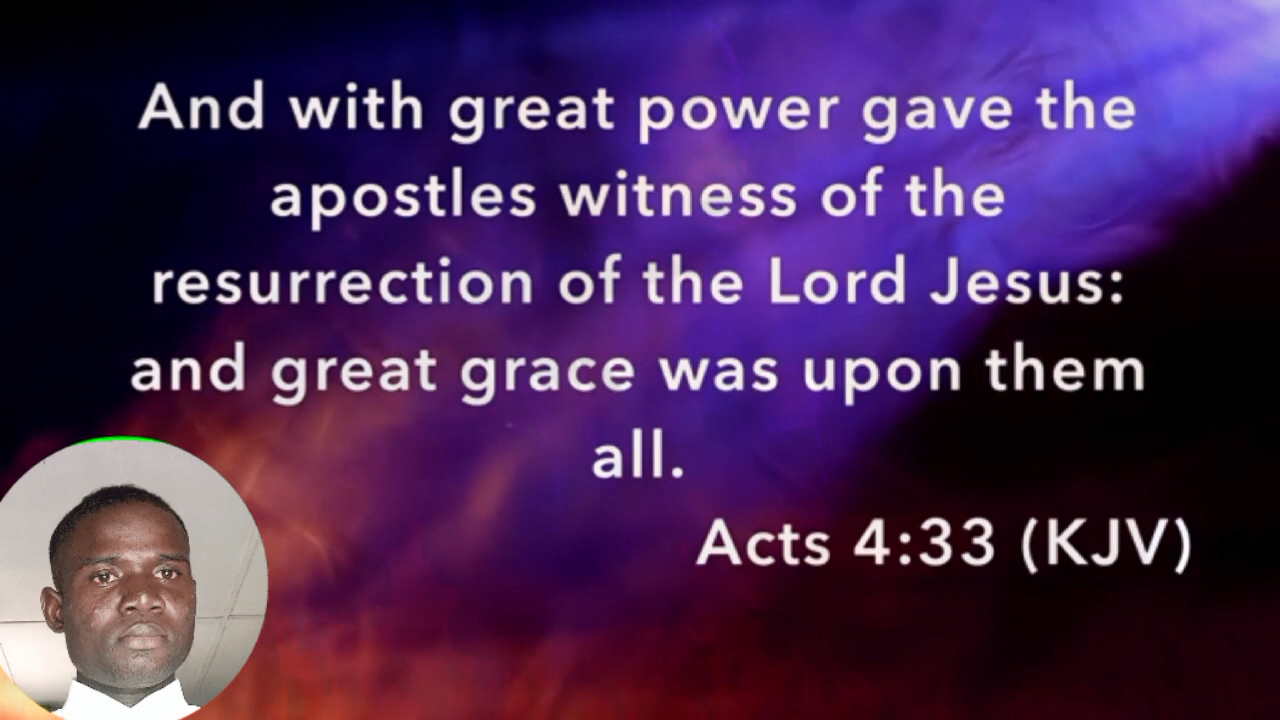 And with great power gave the
apostles witness of the
resurrection of the Lord Jesus:
and great grace was upon them
all.
Acts 4:33 (KJV)